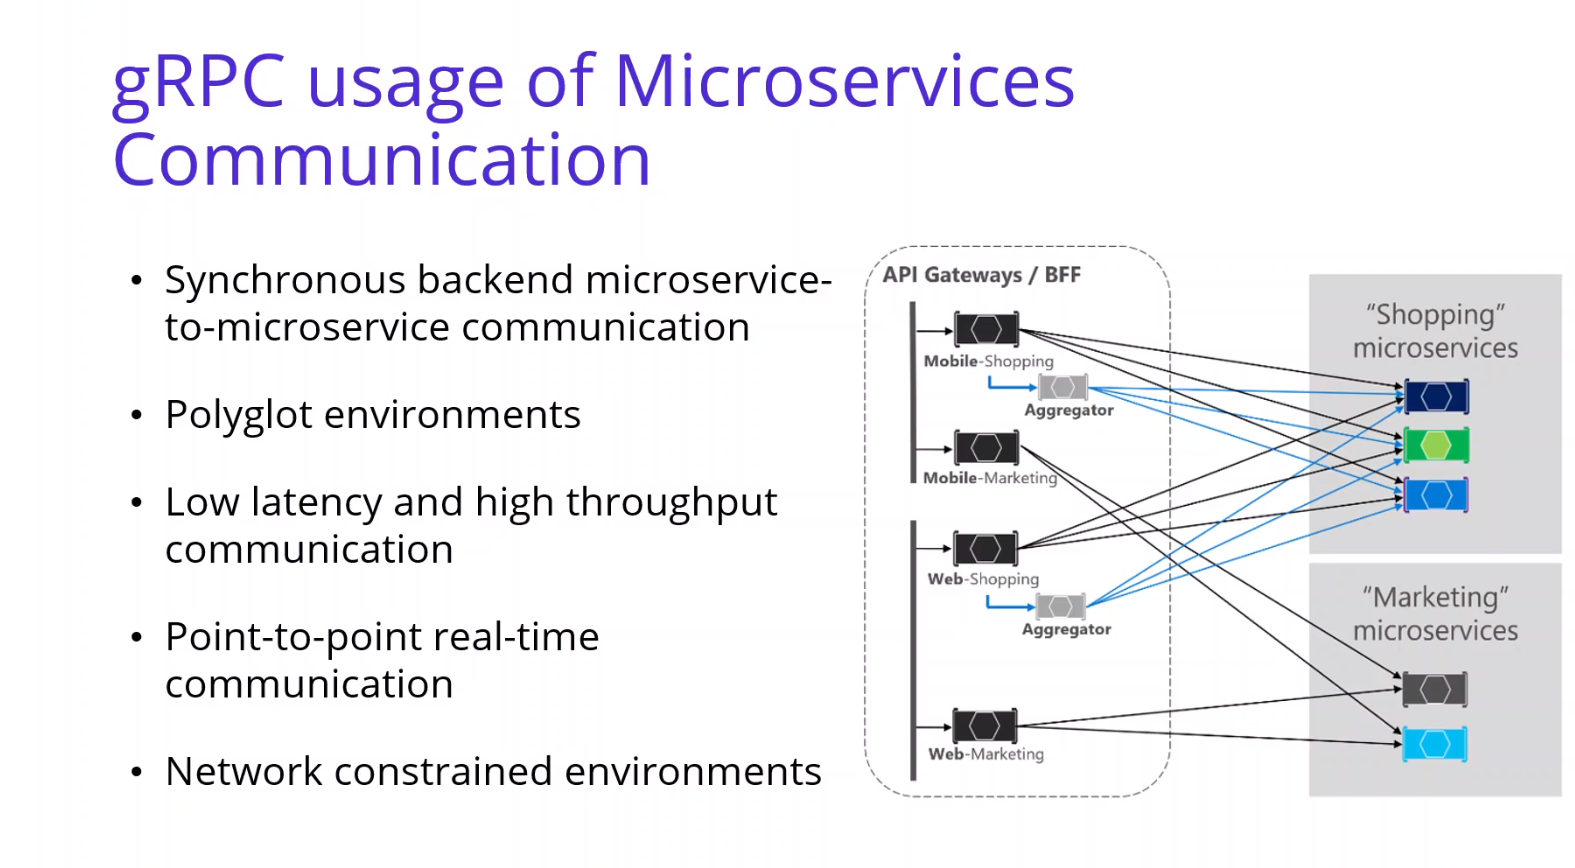 gRPC usage of Microservices
Communication
• Synchronous backend microservice-
to-microservice communication
• Polyglot environments
• Low latency and high throughput
communication
• Point-to-point real-time
communication
• Network constrained environments
API Gateways / BFF
Mobile-Shopping
Aggregator
Mobile-Marketing
Web-Shopping
Aggregator
Web-Marketing
“Shopping”
microservices
“Marketing”
microservices